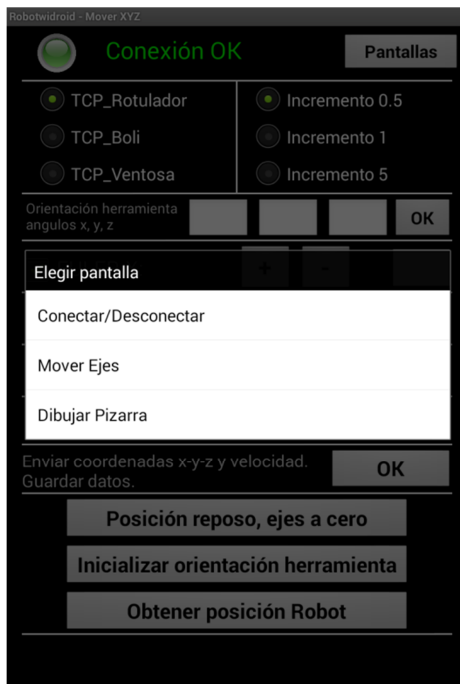 Robotwidroid - Mover XYZ
Conexión OK
Pantallas
TCP_Rotulador
Incremento 0.5
TCP_Boli
Incremento 1
TCP_Ventosa
Incremento 5
Orientación herramienta
angulos x, y, z
OK
+ -
Elegir pantalla
Conectar/Desconectar
Mover Ejes
Dibujar Pizarra
Enviar coordenadas x-y-z y velocidad.
Guardar datos.
OK
Posición reposo, ejes a cero
Inicializar orientación herramienta
Obtener posición Robot